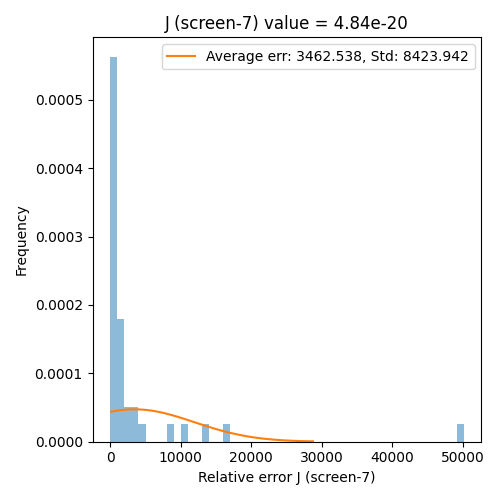 J (screen-7) value = 4.84e-20
Average err: 3462.538, Std: 8423.942
Frequency
0.0005
0.0004
0.0003
0.0002
0.0001
0.0000
0 10000 20000 30000 40000 50000
Relative error J (screen-7)